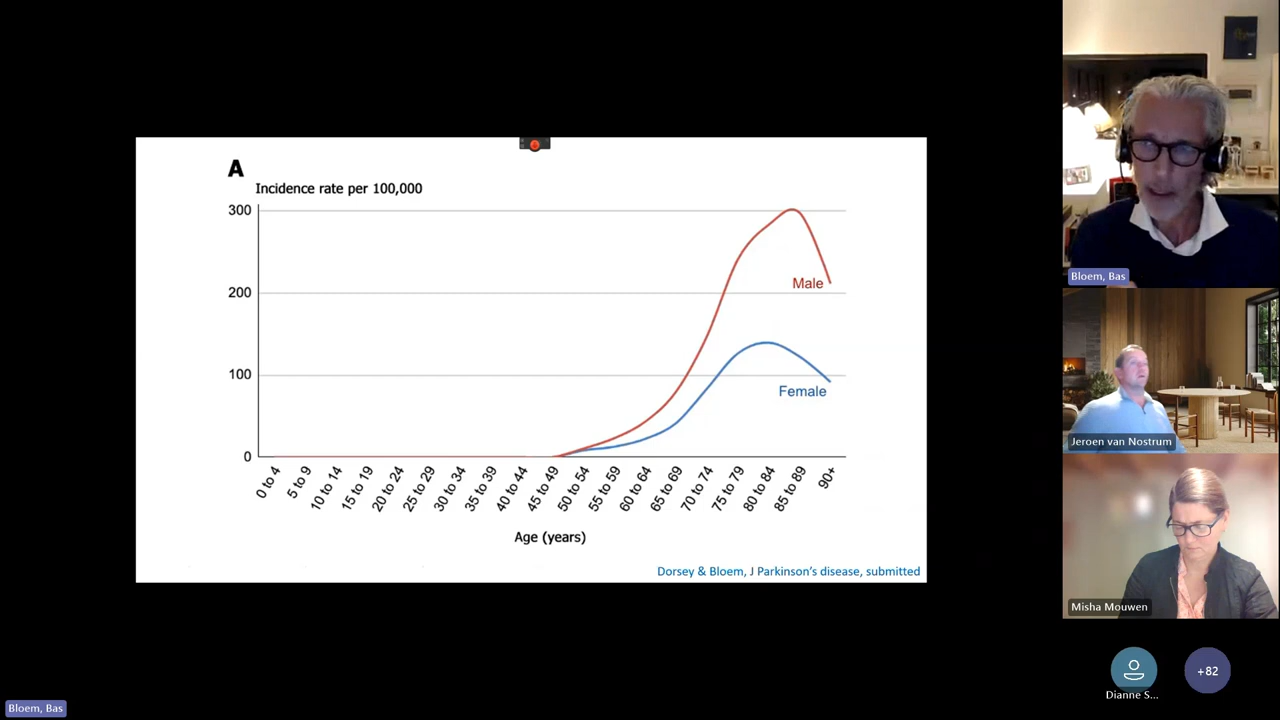 A
Incidence rate per 100,000
300
200
100
0
Male
Female
0 to 4
5 to 9
10 to 14
15 to 19
20 to 24
25 to 29
30 to 34
35 to 39
40 to 44
45 to 49
50 to 54
55 to 59
60 to 64
65 to 69
70 to 74
75 to 79
80 to 84
85 to 89
90+
Age (years)
Dorsey & Bloem, J Parkinson's disease, submitted
Bloem, Bas
Jeroen van Nostrum
Misha Mouwen
Dianne S...
+82
Bloem, Bas